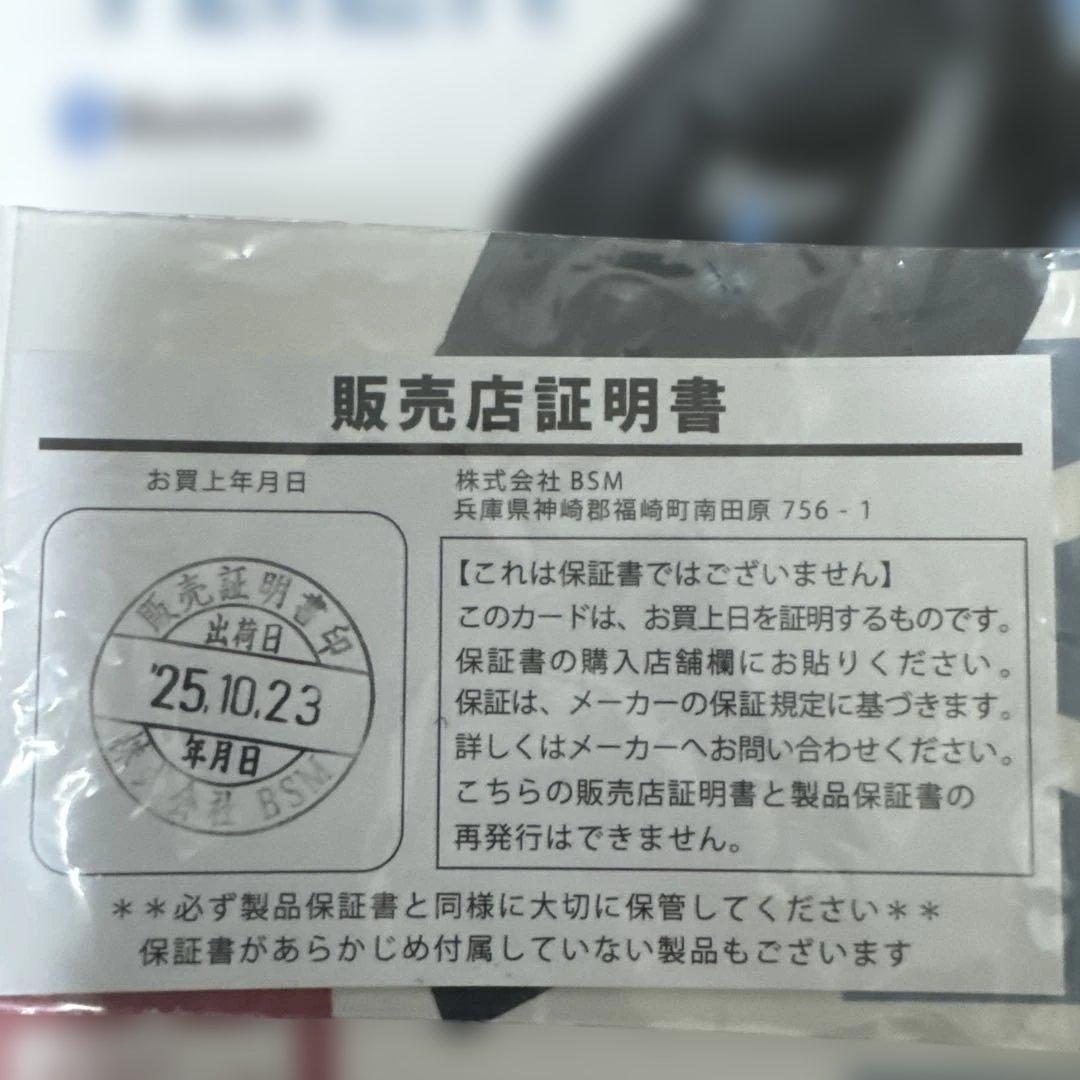 販売店証明書
お買上年月日
株式会社 BSM
兵庫県神崎郡福崎町南田原 756 - 1
販売証明書印
出荷日
'25.10.23
年月日
株式会社 BSM
【これは保証書ではございません】
このカードは、お買上日を証明するものです。
保証書の購入店舗欄にお貼りください。
保証は、メーカーの保証規定に基づきます。
詳しくはメーカーへお問い合わせください。
こちらの販売店証明書と製品保証書の
再発行はできません。
＊＊必ず製品保証書と同様に大切に保管してください＊＊
保証書があらかじめ付属していない製品もございます